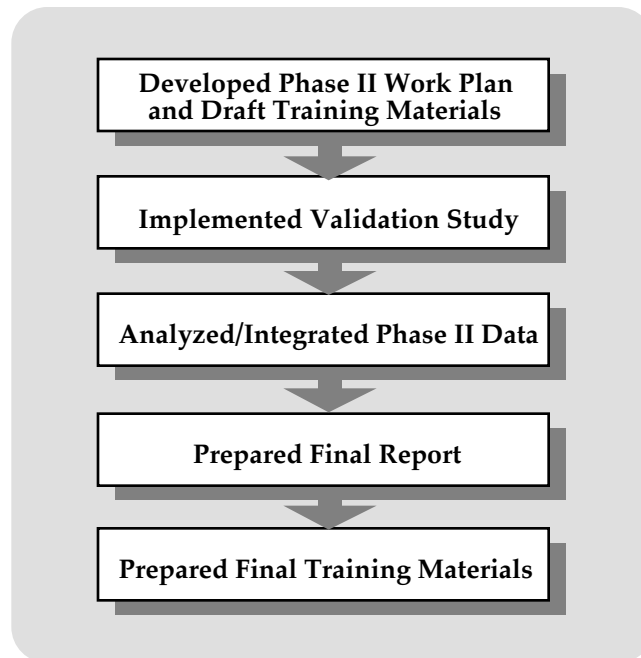 Developed Phase II Work Plan
and Draft Training Materials
Implemented Validation Study
Analyzed/Integrated Phase II Data
Prepared Final Report
Prepared Final Training Materials